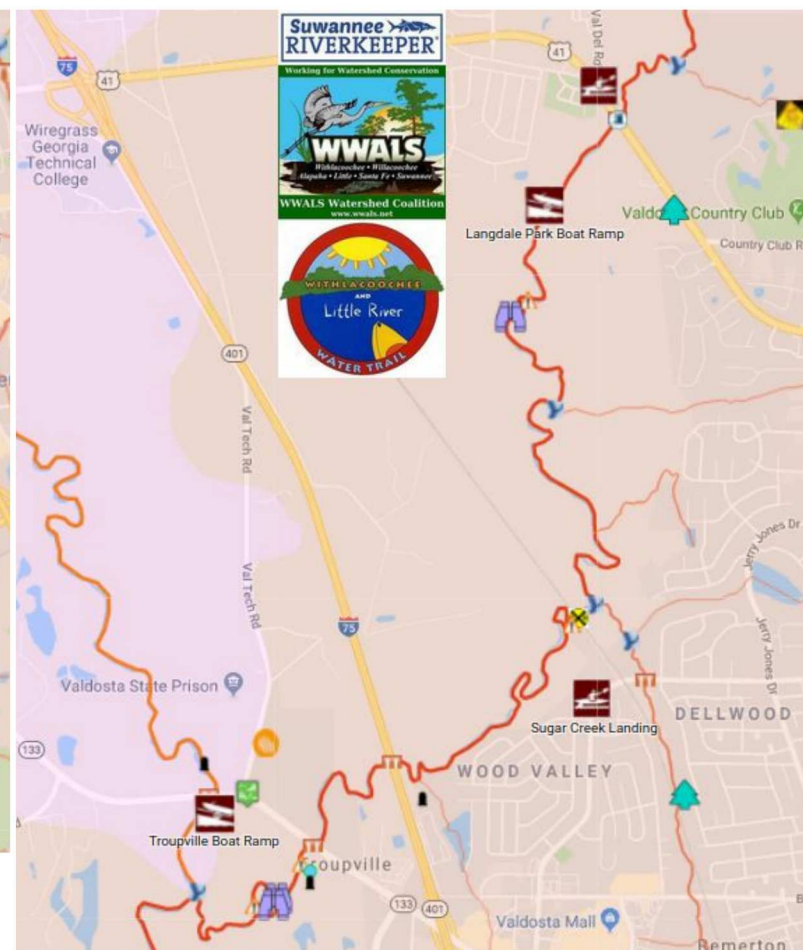 Suwannee
RIVERKEEPER®
Working for Watershed Conservation
WWALS
Withlacoochee • Willacoochee
Alapaha • Little • Santa Fe • Suwannee
WWALS Watershed Coalition
www.wwals.net
WITHLACOOCHEE
AND
Little River
WATER TRAIL
75
41
41
Val Del Ro
Wiregrass
Georgia
Technical
College
Country Club
Langdale Park Boat Ramp
Country Club R
401
Val Tech Rd
Jerry Jones Dr
Val Tech Rd
75
Jerry Jones Dr
Valdosta State Prison
Sugar Creek Landing
DELLWOOD
133
WOOD VALLEY
Troupville Boat Ramp
Troupville
133
401
Valdosta Mall
Bemerton